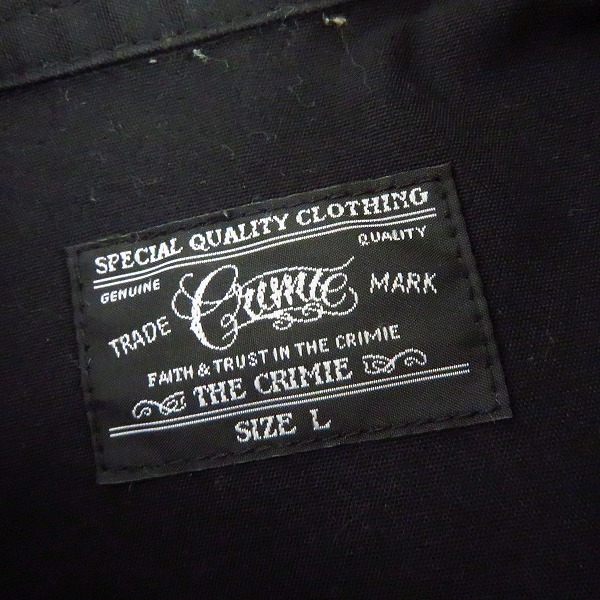 SPECIAL QUALITY CLOTHING
GENUINE QUALITY
TRADE Crimie MARK
FAITH & TRUST IN THE CRIMIE
THE CRIMIE
SIZE L